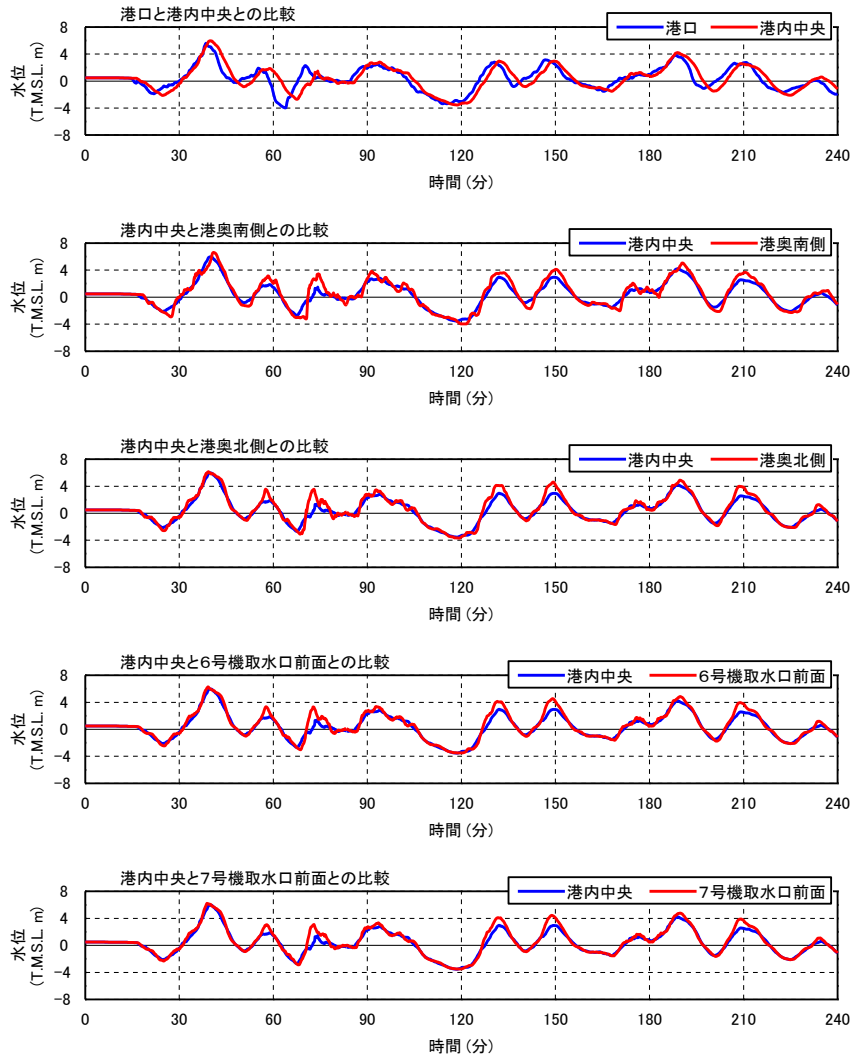 港口と港内中央との比較
港口 港内中央
水位
(T.M.S.L. m)
8
4
0
−4
−8
0 30 60 90 120 150 180 210 240
時間(分)
港内中央と港奥南側との比較
港内中央 港奥南側
水位
(T.M.S.L. m)
8
4
0
−4
−8
0 30 60 90 120 150 180 210 240
時間(分)
港内中央と港奥北側との比較
港内中央 港奥北側
水位
(T.M.S.L. m)
8
4
0
−4
−8
0 30 60 90 120 150 180 210 240
時間(分)
港内中央と6号機取水口前面との比較
港内中央 6号機取水口前面
水位
(T.M.S.L. m)
8
4
0
−4
−8
0 30 60 90 120 150 180 210 240
時間(分)
港内中央と7号機取水口前面との比較
港内中央 7号機取水口前面
水位
(T.M.S.L. m)
8
4
0
−4
−8
0 30 60 90 120 150 180 210 240
時間(分)